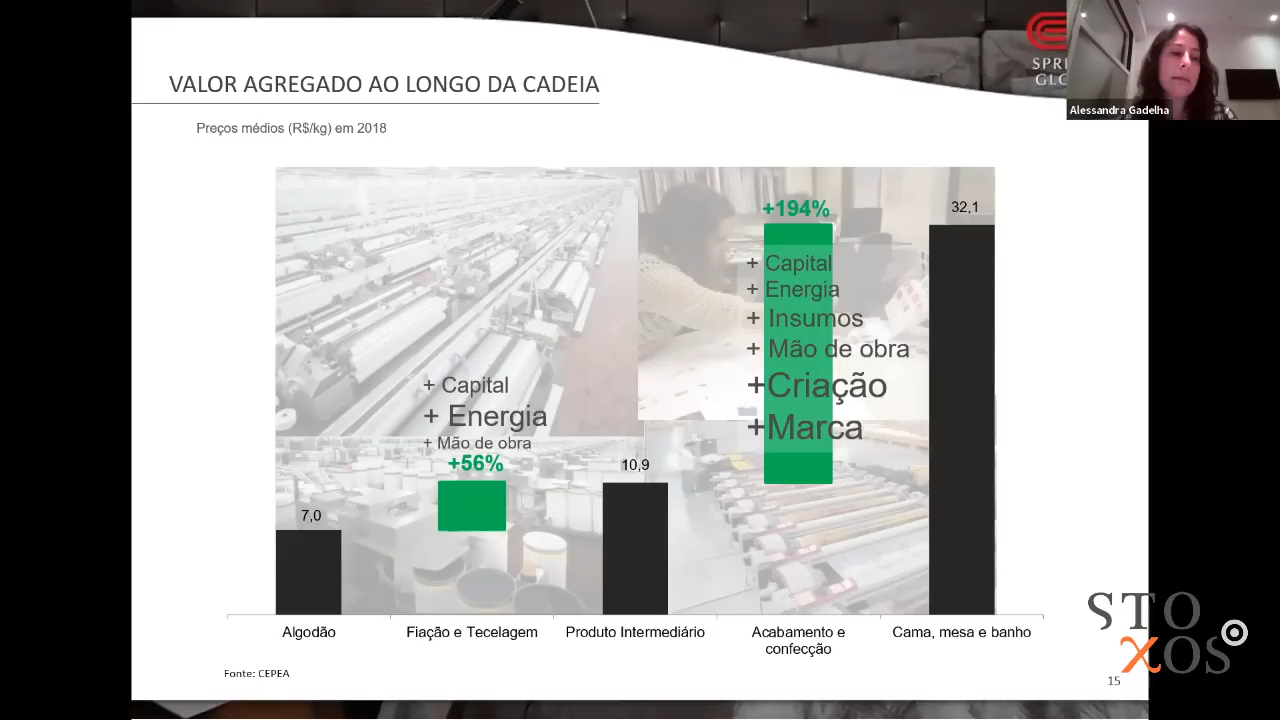 VALOR AGREGADO AO LONGO DA CADEIA
Preços médios (R$/kg) em 2018
Alessandra Gadelha
+194%
32,1
+ Capital
+ Energia
+ Insumos
+ Mão de obra
+Criação
+Marca
+ Capital
+ Energia
+ Mão de obra
+56%
10,9
7,0
Algodão
Fiação e Tecelagem
Produto Intermediário
Acabamento e
confecção
Cama, mesa e banho
Fonte: CEPEA
STO
XOS
15